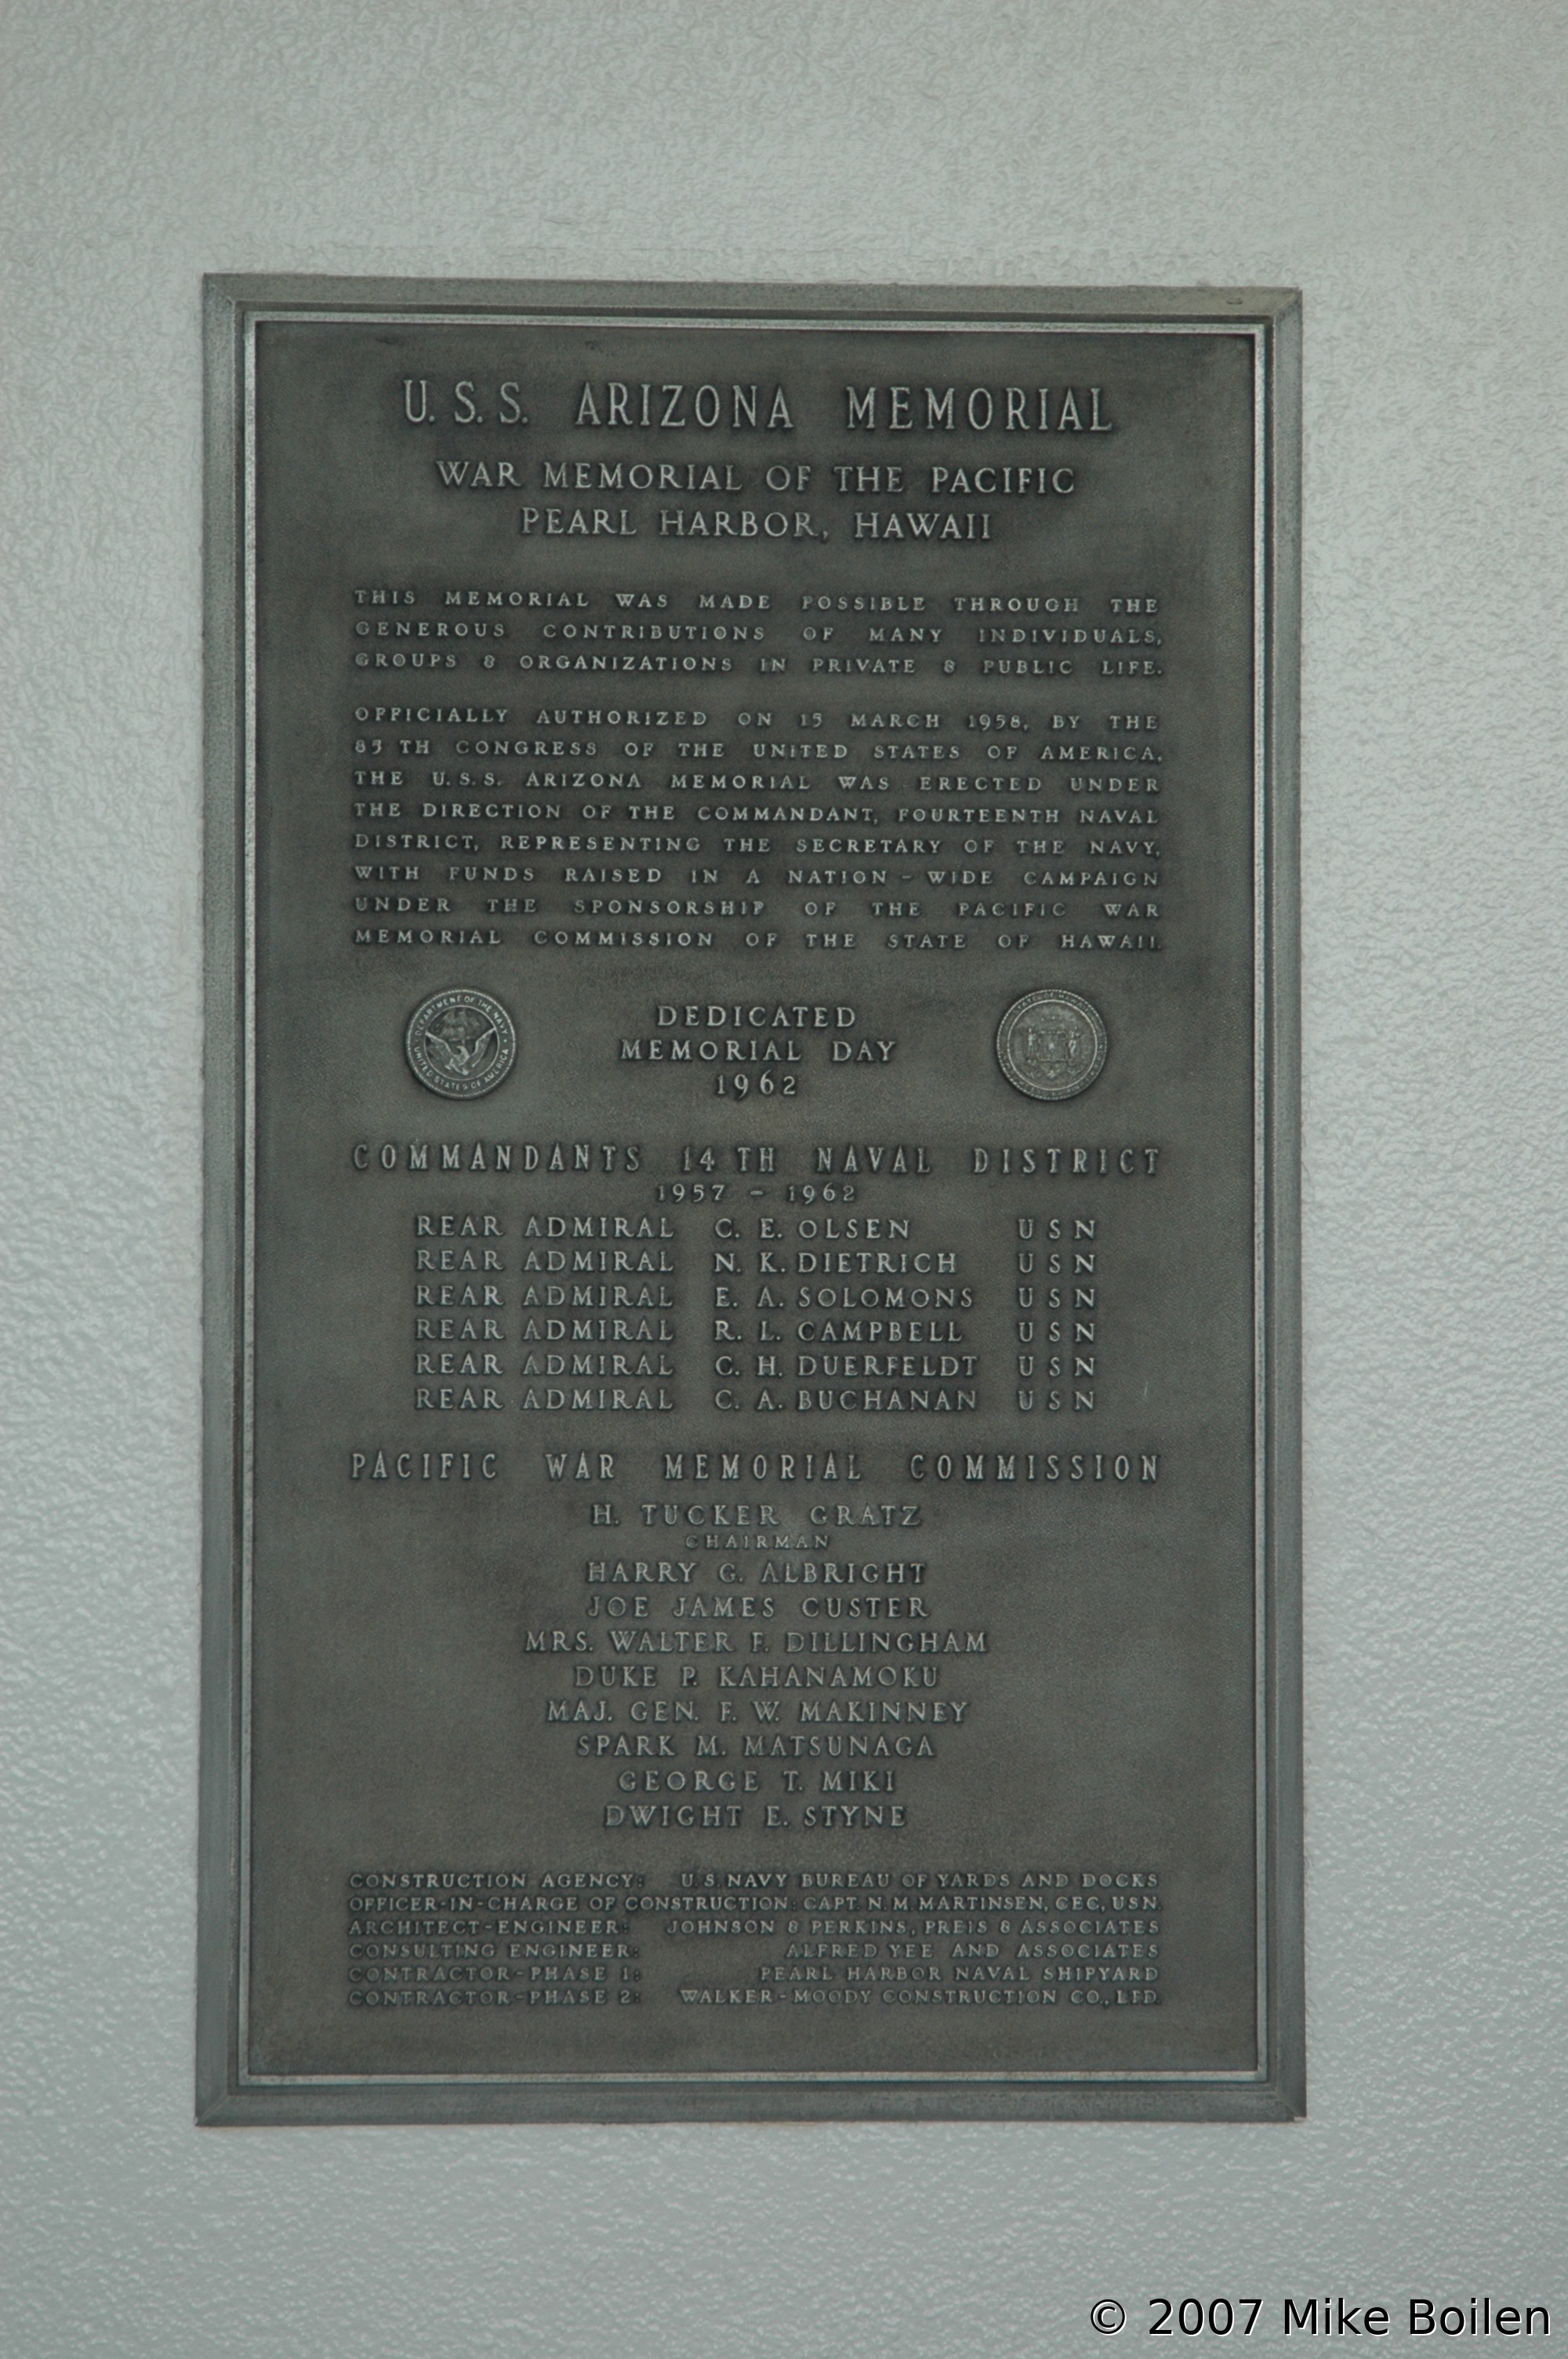 U.S.S. ARIZONA MEMORIAL
WAR MEMORIAL OF THE PACIFIC
PEARL HARBOR, HAWAII
THIS MEMORIAL WAS MADE POSSIBLE THROUGH THE
GENEROUS CONTRIBUTIONS OF MANY INDIVIDUALS,
GROUPS & ORGANIZATIONS IN PRIVATE & PUBLIC LIFE.
OFFICIALLY AUTHORIZED ON 15 MARCH 1958, BY THE
85 TH CONGRESS OF THE UNITED STATES OF AMERICA,
THE U.S.S. ARIZONA MEMORIAL WAS ERECTED UNDER
THE DIRECTION OF THE COMMANDANT, FOURTEENTH NAVAL
DISTRICT, REPRESENTING THE SECRETARY OF THE NAVY,
WITH FUNDS RAISED IN A NATION-WIDE CAMPAIGN
UNDER THE SPONSORSHIP OF THE PACIFIC WAR
MEMORIAL COMMISSION OF THE STATE OF HAWAII.
DEPARTMENT OF THE NAVY
UNITED STATES OF AMERICA
DEDICATED
MEMORIAL DAY
1962
COMMANDANTS 14 TH NAVAL DISTRICT
1957 - 1962
REAR ADMIRAL C. E. OLSEN USN
REAR ADMIRAL N. K. DIETRICH USN
REAR ADMIRAL E. A. SOLOMONS USN
REAR ADMIRAL R. L. CAMPBELL USN
REAR ADMIRAL C. H. DUERFELDT USN
REAR ADMIRAL C. A. BUCHANAN USN
PACIFIC WAR MEMORIAL COMMISSION
H. TUCKER GRATZ
CHAIRMAN
HARRY G. ALBRIGHT
JOE JAMES CUSTER
MRS. WALTER F. DILLINGHAM
DUKE P. KAHANAMOKU
MAJ. GEN. F. W. MAKINNEY
SPARK M. MATSUNAGA
GEORGE T. MIKI
DWIGHT E. STYNE
CONSTRUCTION AGENCY: U.S. NAVY BUREAU OF YARDS AND DOCKS
OFFICER-IN-CHARGE OF CONSTRUCTION: CAPT. N. M. MARTINSEN, CEC, USN.
ARCHITECT-ENGINEER: JOHNSON & PERKINS, PREIS & ASSOCIATES
CONSULTING ENGINEER: ALFRED YEE AND ASSOCIATES
CONTRACTOR-PHASE 1: PEARL HARBOR NAVAL SHIPYARD
CONTRACTOR-PHASE 2: WALKER-MOODY CONSTRUCTION CO., LTD.
© 2007 Mike Boilen